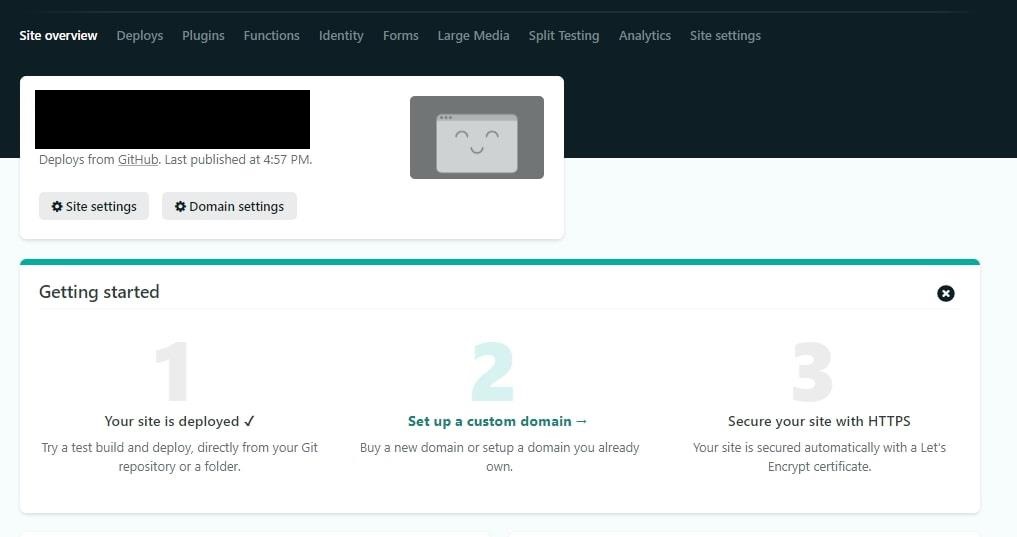 Site overview Deploys Plugins Functions Identity Forms Large Media Split Testing Analytics Site settings
Deploys from GitHub. Last published at 4:57 PM.
Site settings Domain settings
Getting started
1 2 3
Your site is deployed ✓ Set up a custom domain → Secure your site with HTTPS
Try a test build and deploy, directly from your Git Buy a new domain or setup a domain you already Your site is secured automatically with a Let's
repository or a folder. own. Encrypt certificate.